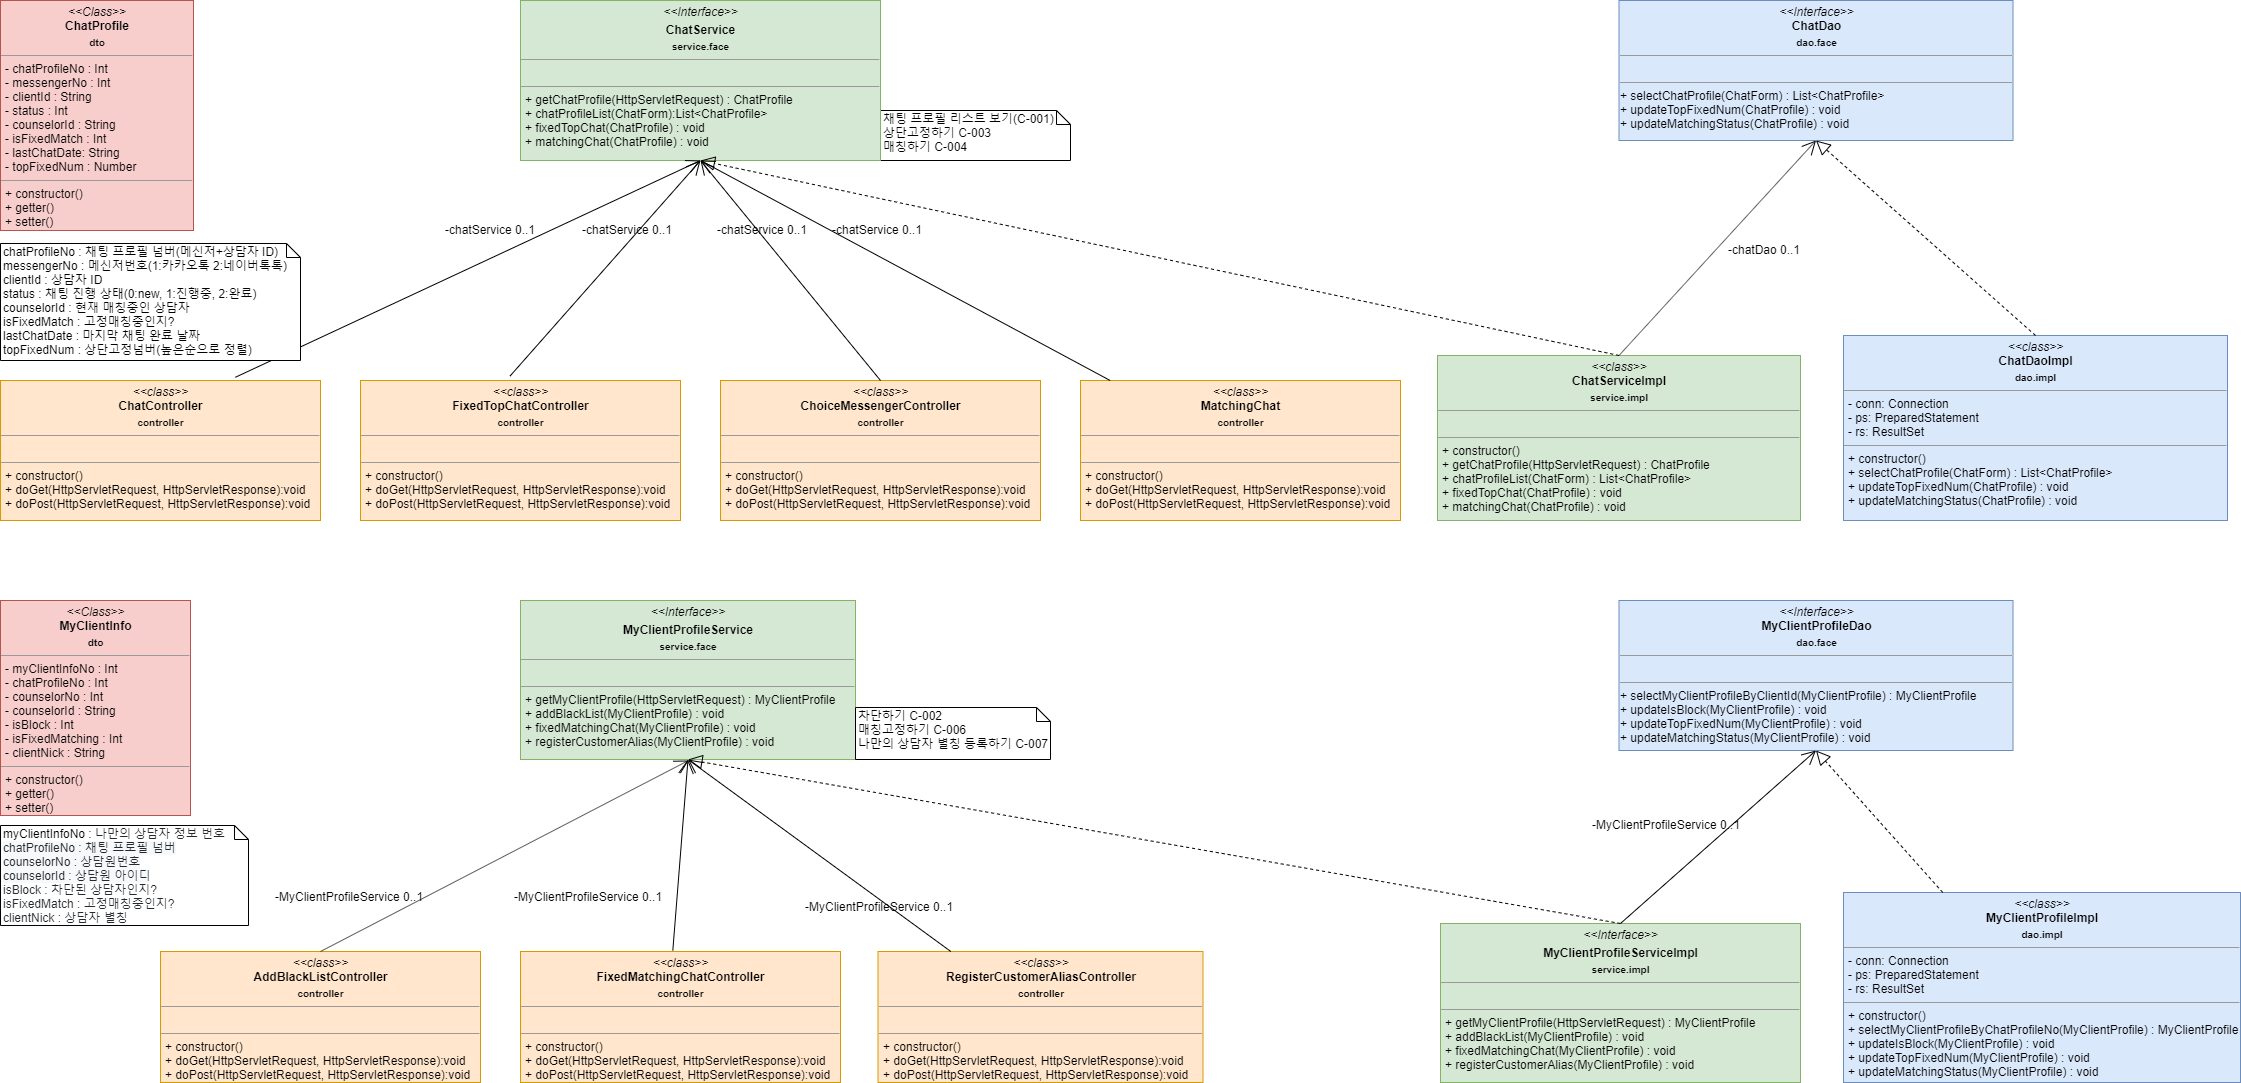 <<Class>>
ChatProfile
dto
- chatProfileNo : Int
- messengerNo : Int
- clientId : String
- status : Int
- counselorId : String
- isFixedMatch : Int
- lastChatDate: String
- topFixedNum : Number
+ constructor()
+ getter()
+ setter()
chatProfileNo : 채팅 프로필 넘버(메신저+상담자 ID)
messengerNo : 메신저번호(1:카카오톡 2:네이버톡톡)
clientId : 상담자 ID
status : 채팅 진행 상태(0:new, 1:진행중, 2:완료)
counselorId : 현재 매칭중인 상담자
isFixedMatch : 고정매칭중인지?
lastChatDate : 마지막 채팅 완료 날짜
topFixedNum : 상단고정넘버(높은순으로 정렬)
<<Interface>>
ChatService
service.face
+ getChatProfile(HttpServletRequest) : ChatProfile
+ chatProfileList(ChatForm):List<ChatProfile>
+ fixedTopChat(ChatProfile) : void
+ matchingChat(ChatProfile) : void
채팅 프로필 리스트 보기(C-001)
상단고정하기 C-003
매칭하기 C-004
<<Interface>>
ChatDao
dao.face
+ selectChatProfile(ChatForm) : List<ChatProfile>
+ updateTopFixedNum(ChatProfile) : void
+ updateMatchingStatus(ChatProfile) : void
-chatService 0..1
-chatService 0..1
-chatService 0..1
-chatService 0..1
-chatDao 0..1
<<class>>
ChatController
controller
+ constructor()
+ doGet(HttpServletRequest, HttpServletResponse):void
+ doPost(HttpServletRequest, HttpServletResponse):void
<<class>>
FixedTopChatController
controller
+ constructor()
+ doGet(HttpServletRequest, HttpServletResponse):void
+ doPost(HttpServletRequest, HttpServletResponse):void
<<class>>
ChoiceMessengerController
controller
+ constructor()
+ doGet(HttpServletRequest, HttpServletResponse):void
+ doPost(HttpServletRequest, HttpServletResponse):void
<<class>>
MatchingChat
controller
+ constructor()
+ doGet(HttpServletRequest, HttpServletResponse):void
+ doPost(HttpServletRequest, HttpServletResponse):void
<<class>>
ChatServiceImpl
service.impl
+ constructor()
+ getChatProfile(HttpServletRequest) : ChatProfile
+ chatProfileList(ChatForm) : List<ChatProfile>
+ fixedTopChat(ChatProfile) : void
+ matchingChat(ChatProfile) : void
<<class>>
ChatDaoImpl
dao.impl
- conn: Connection
- ps: PreparedStatement
- rs: ResultSet
+ constructor()
+ selectChatProfile(ChatForm) : List<ChatProfile>
+ updateTopFixedNum(ChatProfile) : void
+ updateMatchingStatus(ChatProfile) : void
<<Class>>
MyClientInfo
dto
- myClientInfoNo : Int
- chatProfileNo : Int
- counselorNo : Int
- counselorId : String
- isBlock : Int
- isFixedMatching : Int
- clientNick : String
+ constructor()
+ getter()
+ setter()
myClientInfoNo : 나만의 상담자 정보 번호
chatProfileNo : 채팅 프로필 넘버
counselorNo : 상담원번호
counselorId : 상담원 아이디
isBlock : 차단된 상담자인지?
isFixedMatch : 고정매칭중인지?
clientNick : 상담자 별칭
<<Interface>>
MyClientProfileService
service.face
+ getMyClientProfile(HttpServletRequest) : MyClientProfile
+ addBlackList(MyClientProfile) : void
+ fixedMatchingChat(MyClientProfile) : void
+ registerCustomerAlias(MyClientProfile) : void
차단하기 C-002
매칭고정하기 C-006
나만의 상담자 별칭 등록하기 C-007
<<Interface>>
MyClientProfileDao
dao.face
+ selectMyClientProfileByClientId(MyClientProfile) : MyClientProfile
+ updateIsBlock(MyClientProfile) : void
+ updateTopFixedNum(MyClientProfile) : void
+ updateMatchingStatus(MyClientProfile) : void
-MyClientProfileService 0..1
-MyClientProfileService 0..1
-MyClientProfileService 0..1
-MyClientProfileService 0..1
<<class>>
AddBlackListController
controller
+ constructor()
+ doGet(HttpServletRequest, HttpServletResponse):void
+ doPost(HttpServletRequest, HttpServletResponse):void
<<class>>
FixedMatchingChatController
controller
+ constructor()
+ doGet(HttpServletRequest, HttpServletResponse):void
+ doPost(HttpServletRequest, HttpServletResponse):void
<<class>>
RegisterCustomerAliasController
controller
+ constructor()
+ doGet(HttpServletRequest, HttpServletResponse):void
+ doPost(HttpServletRequest, HttpServletResponse):void
<<Interface>>
MyClientProfileServiceImpl
service.impl
+ getMyClientProfile(HttpServletRequest) : MyClientProfile
+ addBlackList(MyClientProfile) : void
+ fixedMatchingChat(MyClientProfile) : void
+ registerCustomerAlias(MyClientProfile) : void
<<class>>
MyClientProfileImpl
dao.impl
- conn: Connection
- ps: PreparedStatement
- rs: ResultSet
+ constructor()
+ selectMyClientProfileByChatProfileNo(MyClientProfile) : MyClientProfile
+ updateIsBlock(MyClientProfile) : void
+ updateTopFixedNum(MyClientProfile) : void
+ updateMatchingStatus(MyClientProfile) : void